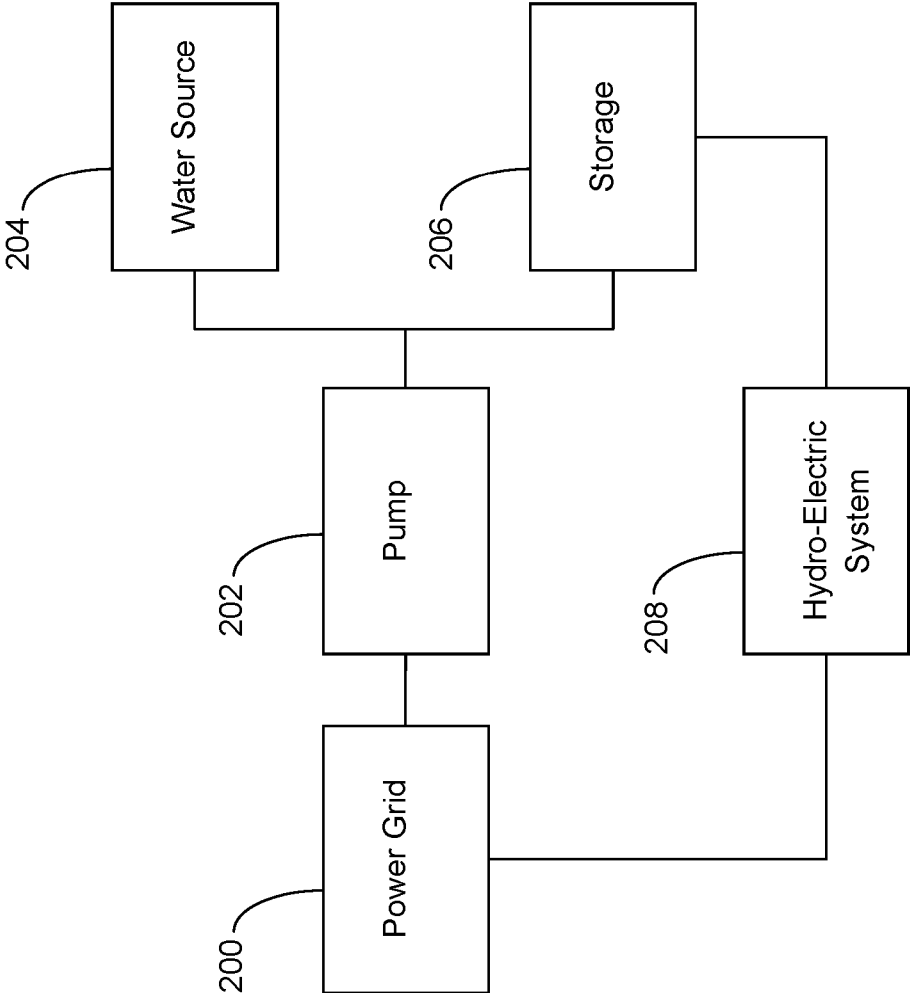 204
Water Source
206
Storage
202
Pump
208
Hydro-Electric
System
200
Power Grid